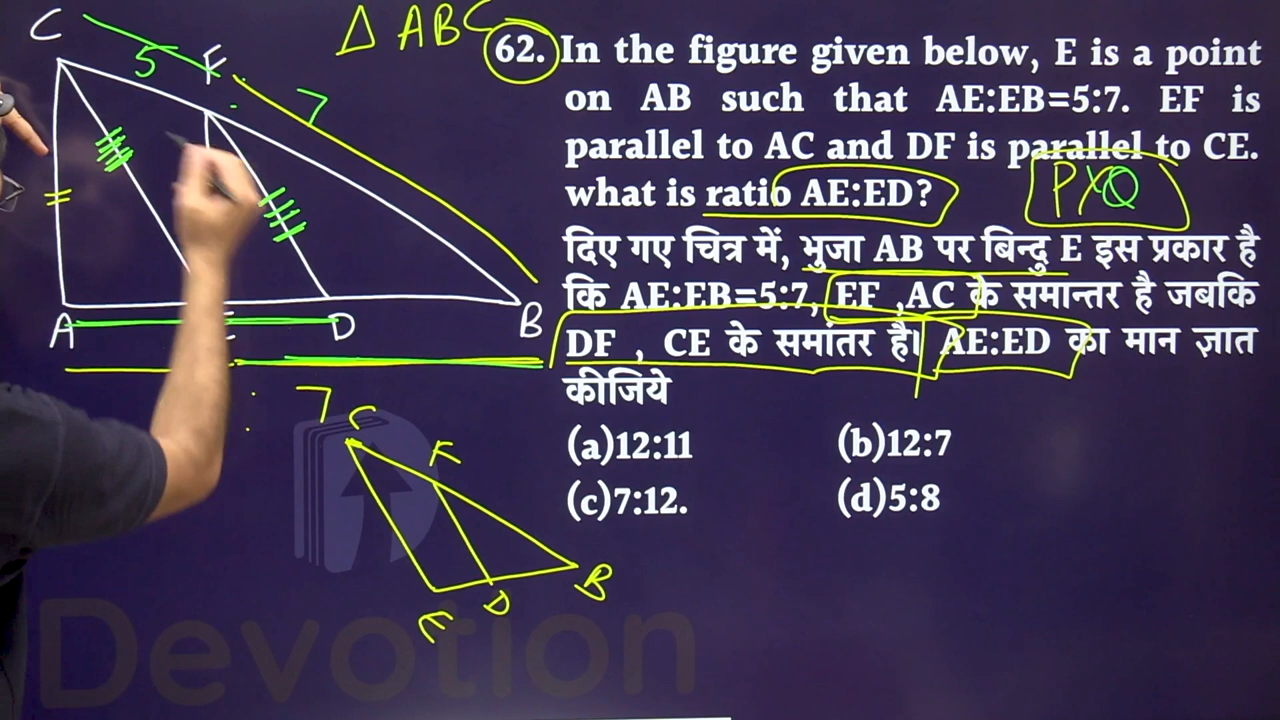 Δ ABC
C
5
F
7
A
E
D
B
7
C
F
E
D
B
62. In the figure given below, E is a point
on AB such that AE:EB=5:7. EF is
parallel to AC and DF is parallel to CE.
what is ratio AE:ED?
PYQ
दिए गए चित्र में, भुजा AB पर बिन्दु E इस प्रकार है
कि AE:EB=5:7, EF ,AC के समान्तर है जबकि
DF , CE के समांतर है। AE:ED का मान ज्ञात
कीजिये
(a)12:11 (b)12:7
(c)7:12. (d)5:8
Devotion